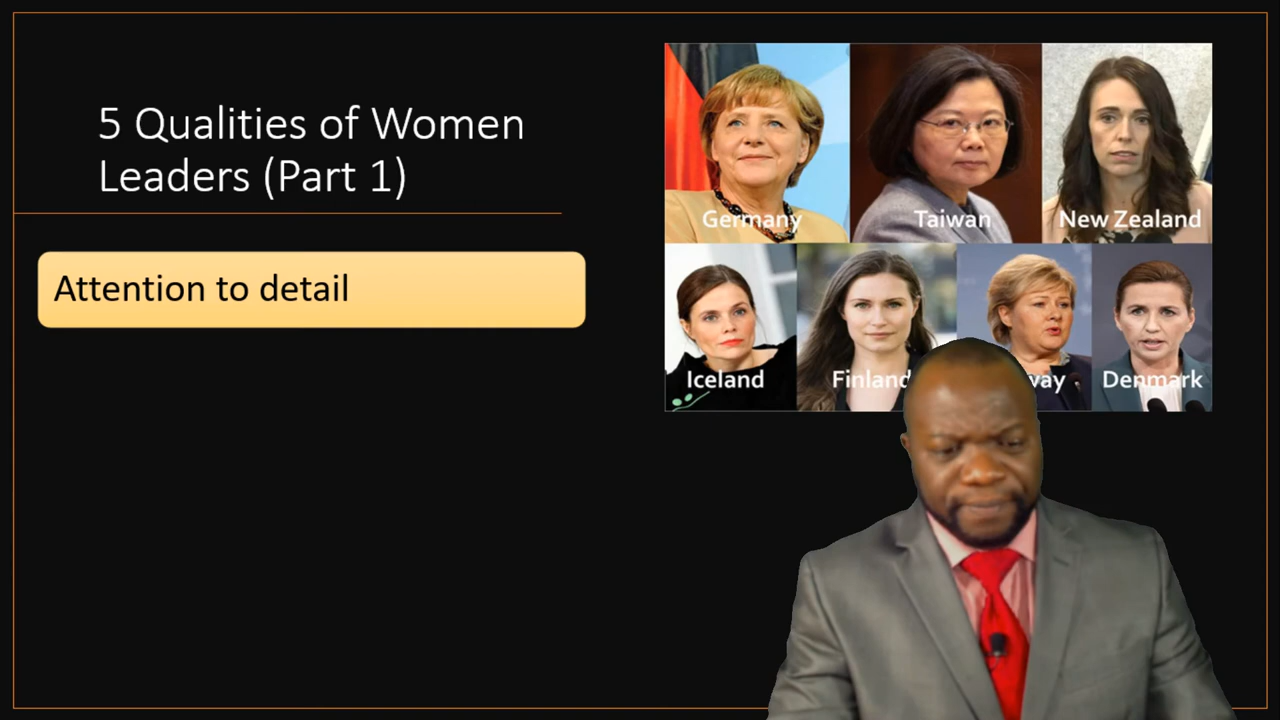 5 Qualities of Women
Leaders (Part 1)
Attention to detail
Germany
Taiwan
New Zealand
Iceland
Finland
Denmark